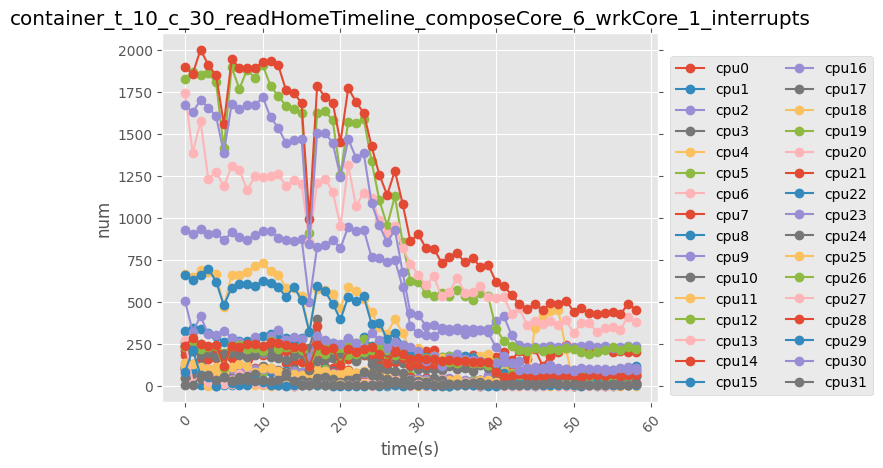 container_t_10_c_30_readHomeTimeline_composeCore_6_wrkCore_1_interrupts
2000
1750
1500
1250
1000
750
500
250
0
num
0 10 20 30 40 50 60
time(s)
cpu0 cpu16
cpu1 cpu17
cpu2 cpu18
cpu3 cpu19
cpu4 cpu20
cpu5 cpu21
cpu6 cpu22
cpu7 cpu23
cpu8 cpu24
cpu9 cpu25
cpu10 cpu26
cpu11 cpu27
cpu12 cpu28
cpu13 cpu29
cpu14 cpu30
cpu15 cpu31